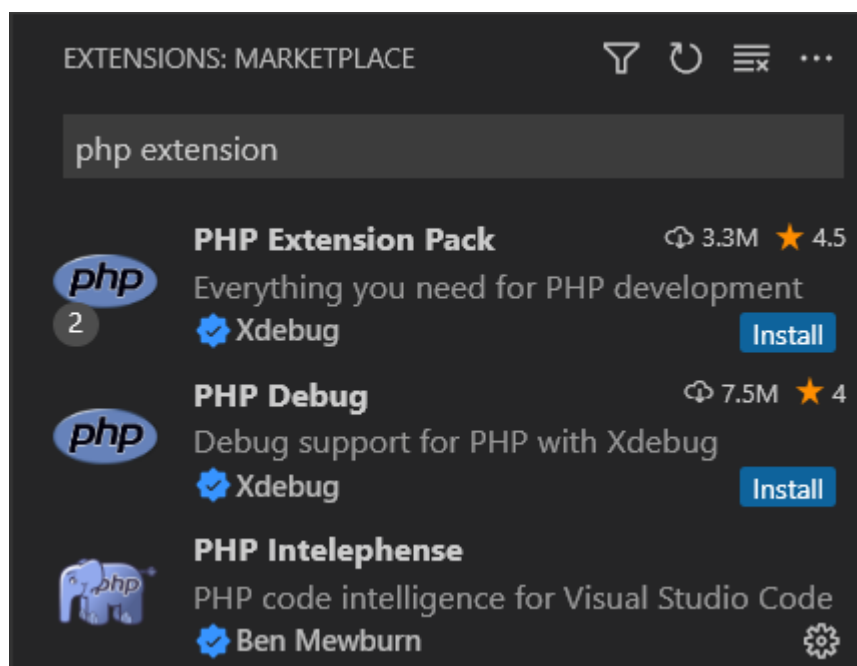 EXTENSIONS: MARKETPLACE
php extension
PHP Extension Pack 3.3M 4.5
php
Everything you need for PHP development
2
Xdebug Install
PHP Debug 7.5M 4
php
Debug support for PHP with Xdebug
Xdebug Install
PHP Intelephense
php
PHP code intelligence for Visual Studio Code
Ben Mewburn